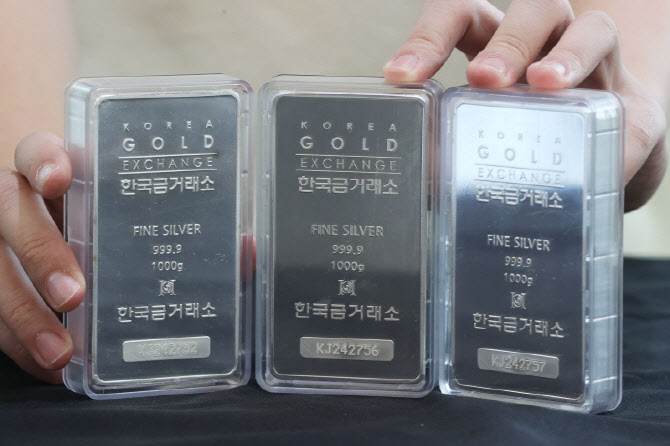 KOREA
GOLD
EXCHANGE
한국금거래소
FINE SILVER
999.9
1000g
한국금거래소
KOREA
GOLD
EXCHANGE
한국금거래소
FINE SILVER
999.9
1000g
한국금거래소
KJ242756
KOREA
GOLD
EXCHANGE
한국금거래소
FINE SILVER
999.9
1000g
한국금거래소
KJ242757